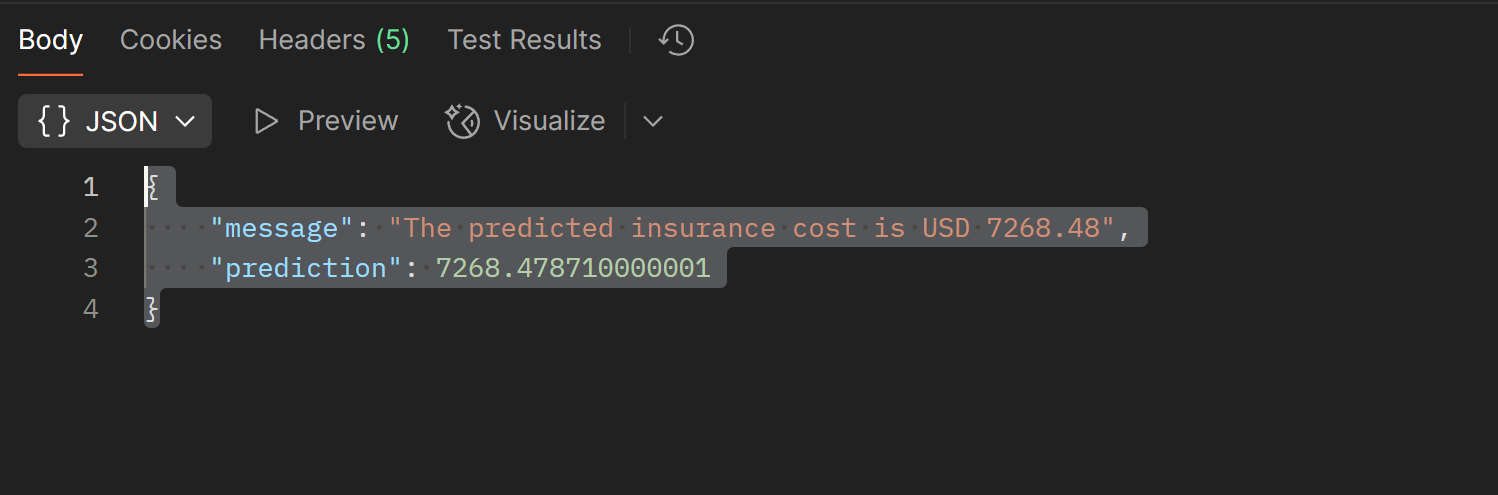 Body Cookies Headers (5) Test Results
{} JSON Preview Visualize
1 {
2 "message": "The predicted insurance cost is USD 7268.48",
3 "prediction": 7268.478710000001
4 }